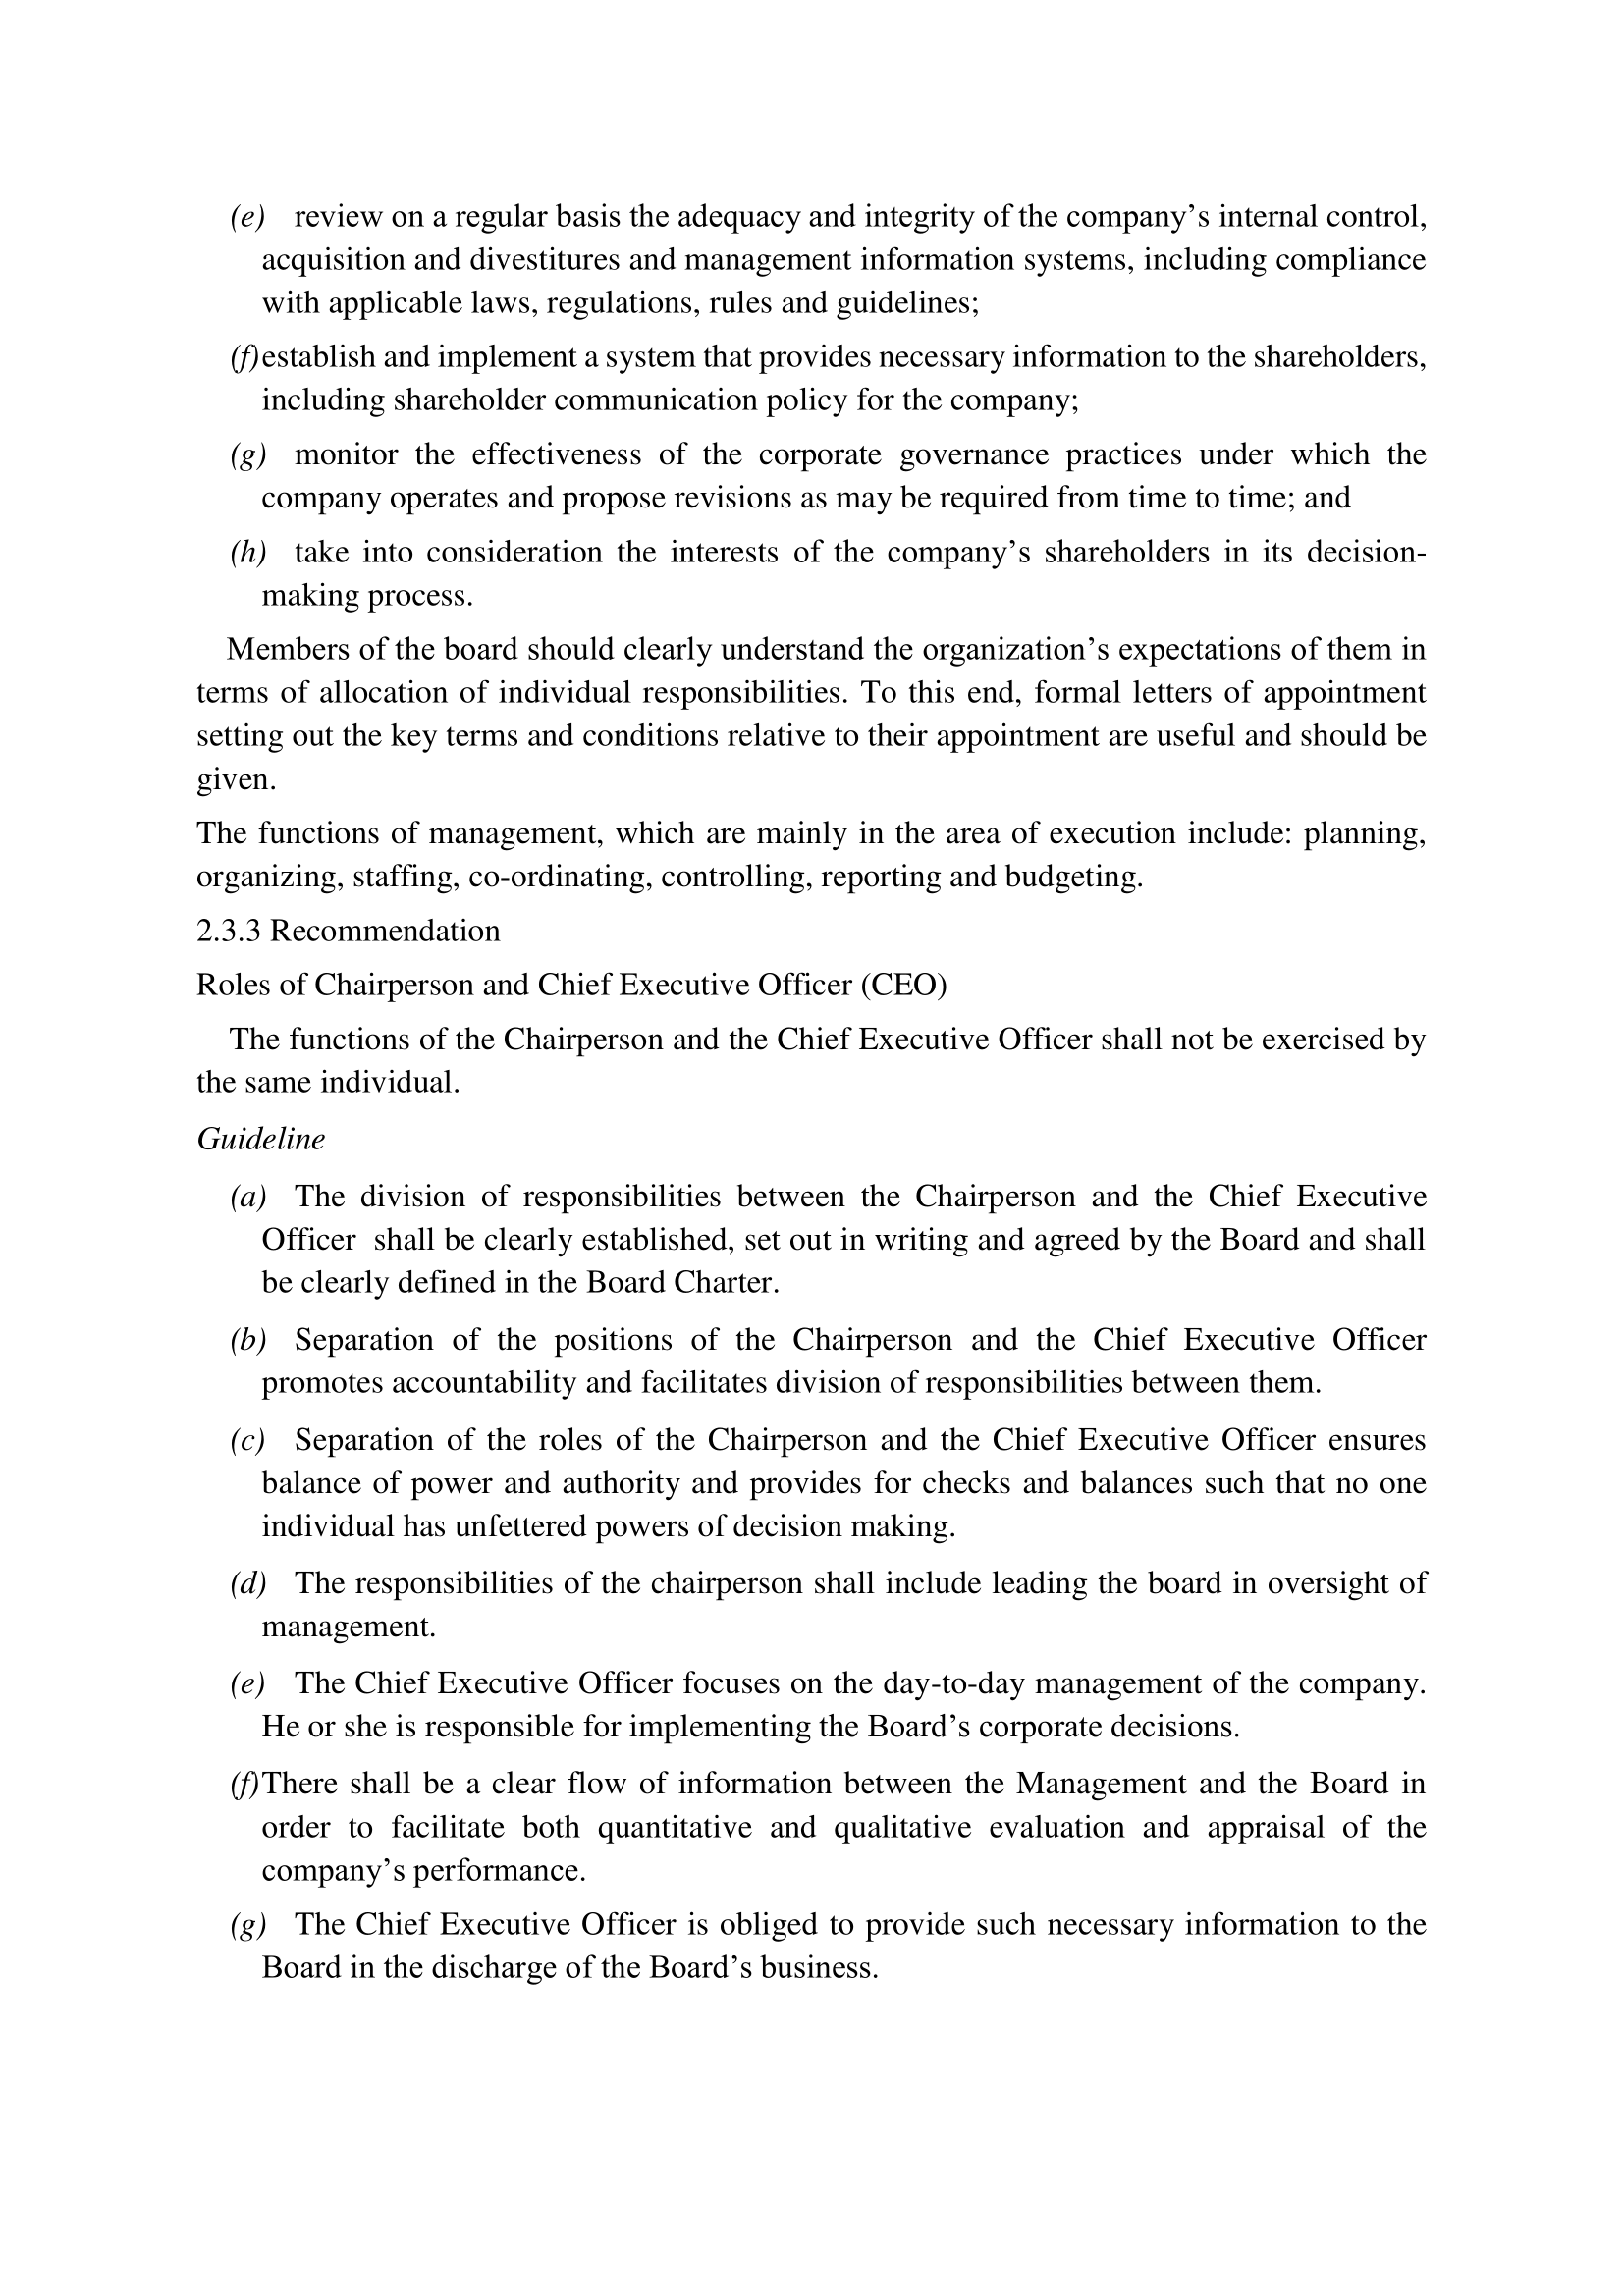 (e) review on a regular basis the adequacy and integrity of the company’s internal control,
acquisition and divestitures and management information systems, including compliance
with applicable laws, regulations, rules and guidelines;
(f)establish and implement a system that provides necessary information to the shareholders,
including shareholder communication policy for the company;
(g) monitor the effectiveness of the corporate governance practices under which the
company operates and propose revisions as may be required from time to time; and
(h) take into consideration the interests of the company’s shareholders in its decision-
making process.
Members of the board should clearly understand the organization’s expectations of them in
terms of allocation of individual responsibilities. To this end, formal letters of appointment
setting out the key terms and conditions relative to their appointment are useful and should be
given.
The functions of management, which are mainly in the area of execution include: planning,
organizing, staffing, co-ordinating, controlling, reporting and budgeting.
2.3.3 Recommendation
Roles of Chairperson and Chief Executive Officer (CEO)
The functions of the Chairperson and the Chief Executive Officer shall not be exercised by
the same individual.
Guideline
(a) The division of responsibilities between the Chairperson and the Chief Executive
Officer shall be clearly established, set out in writing and agreed by the Board and shall
be clearly defined in the Board Charter.
(b) Separation of the positions of the Chairperson and the Chief Executive Officer
promotes accountability and facilitates division of responsibilities between them.
(c) Separation of the roles of the Chairperson and the Chief Executive Officer ensures
balance of power and authority and provides for checks and balances such that no one
individual has unfettered powers of decision making.
(d) The responsibilities of the chairperson shall include leading the board in oversight of
management.
(e) The Chief Executive Officer focuses on the day-to-day management of the company.
He or she is responsible for implementing the Board’s corporate decisions.
(f)There shall be a clear flow of information between the Management and the Board in
order to facilitate both quantitative and qualitative evaluation and appraisal of the
company’s performance.
(g) The Chief Executive Officer is obliged to provide such necessary information to the
Board in the discharge of the Board’s business.